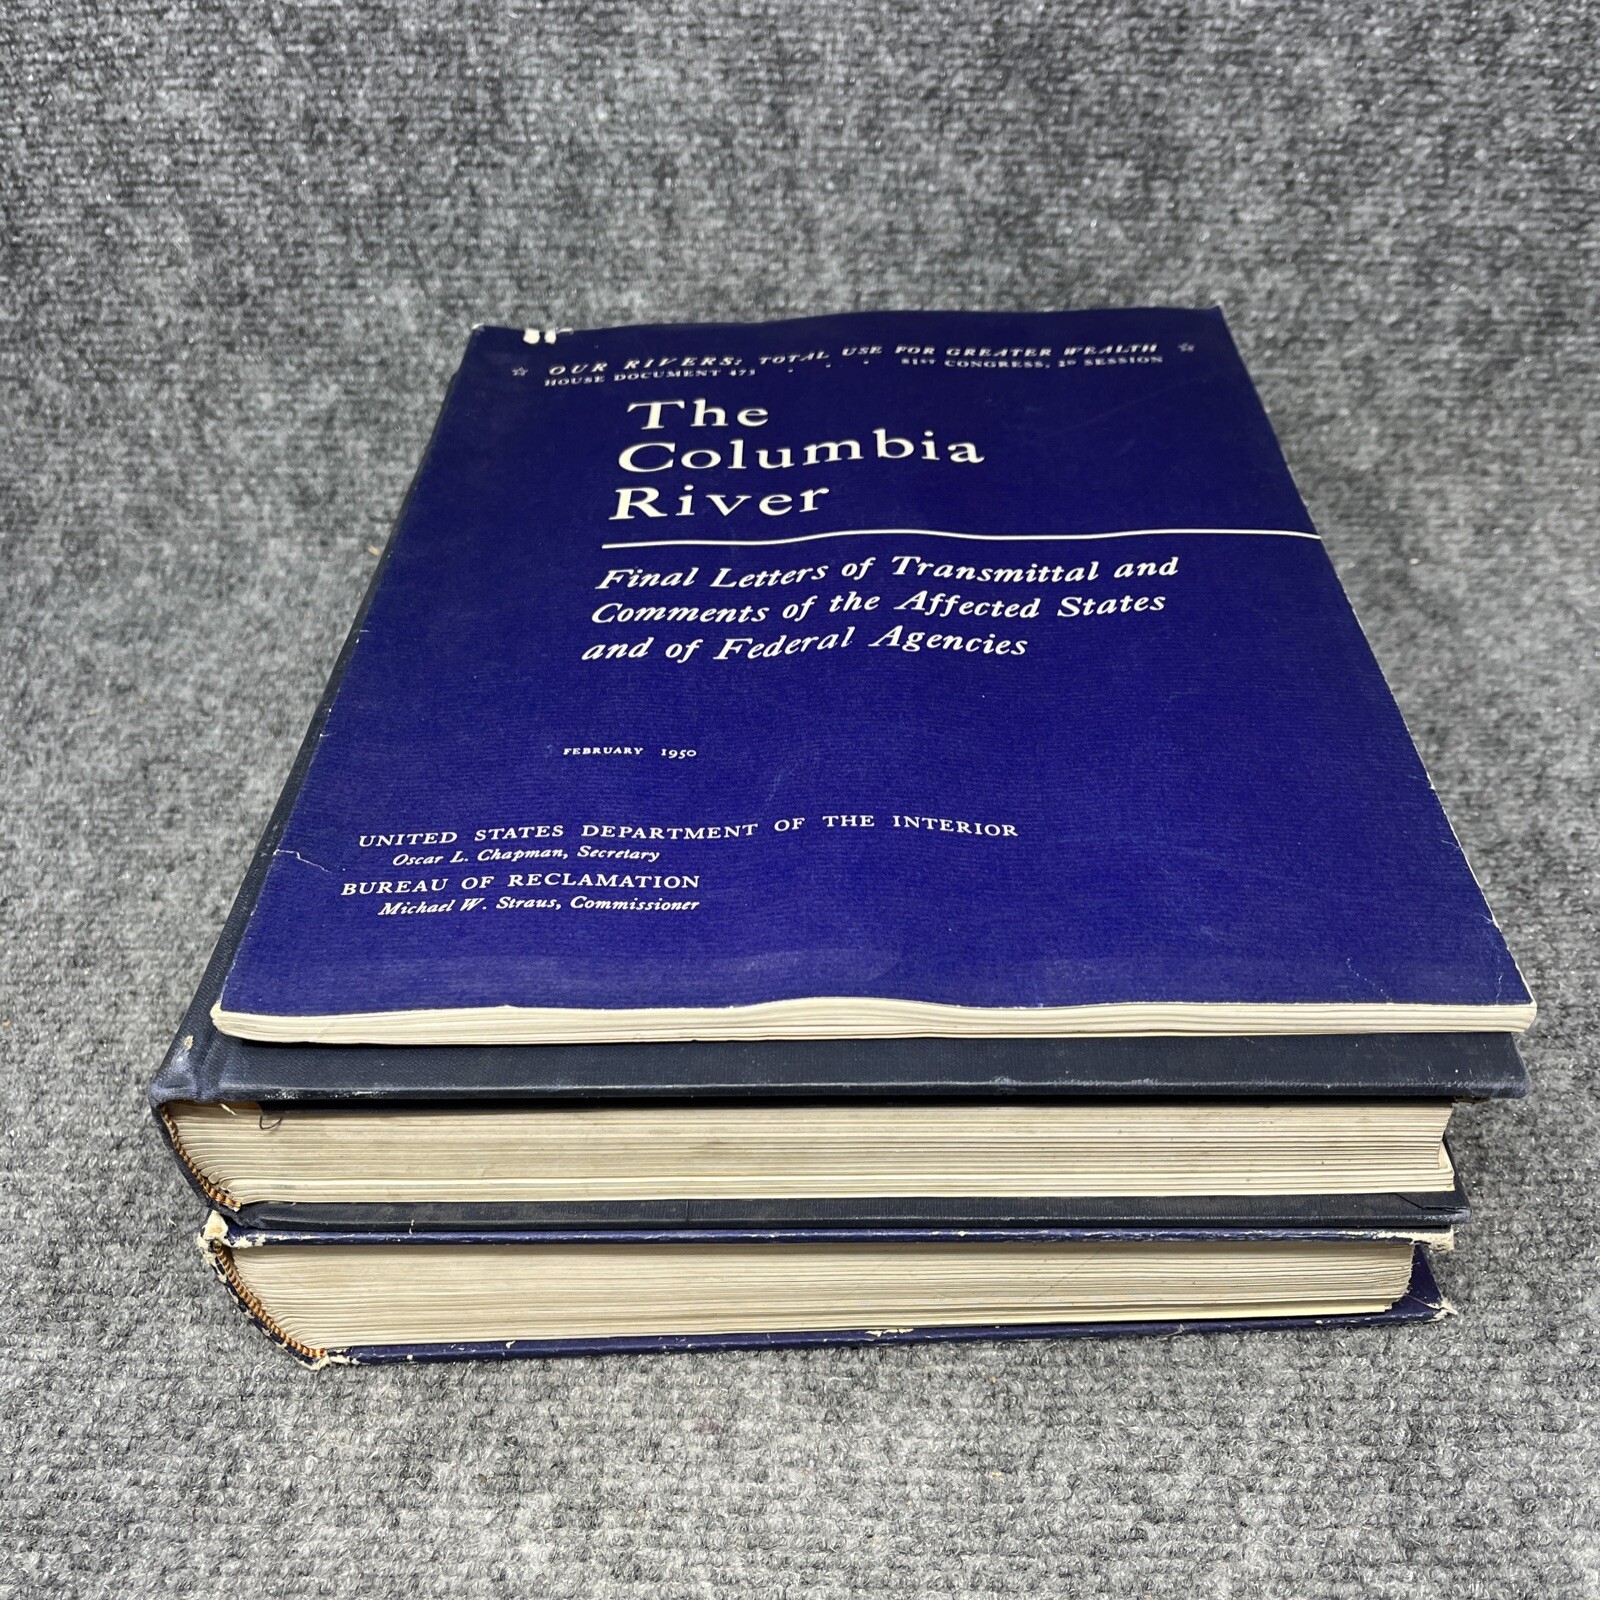 ☆ OUR RIVERS: TOTAL USE FOR GREATER WEALTH ☆
HOUSE DOCUMENT 473 . . . 81ST CONGRESS, 2D SESSION
The
Columbia
River
Final Letters of Transmittal and
Comments of the Affected States
and of Federal Agencies
FEBRUARY 1950
UNITED STATES DEPARTMENT OF THE INTERIOR
Oscar L. Chapman, Secretary
BUREAU OF RECLAMATION
Michael W. Straus, Commissioner